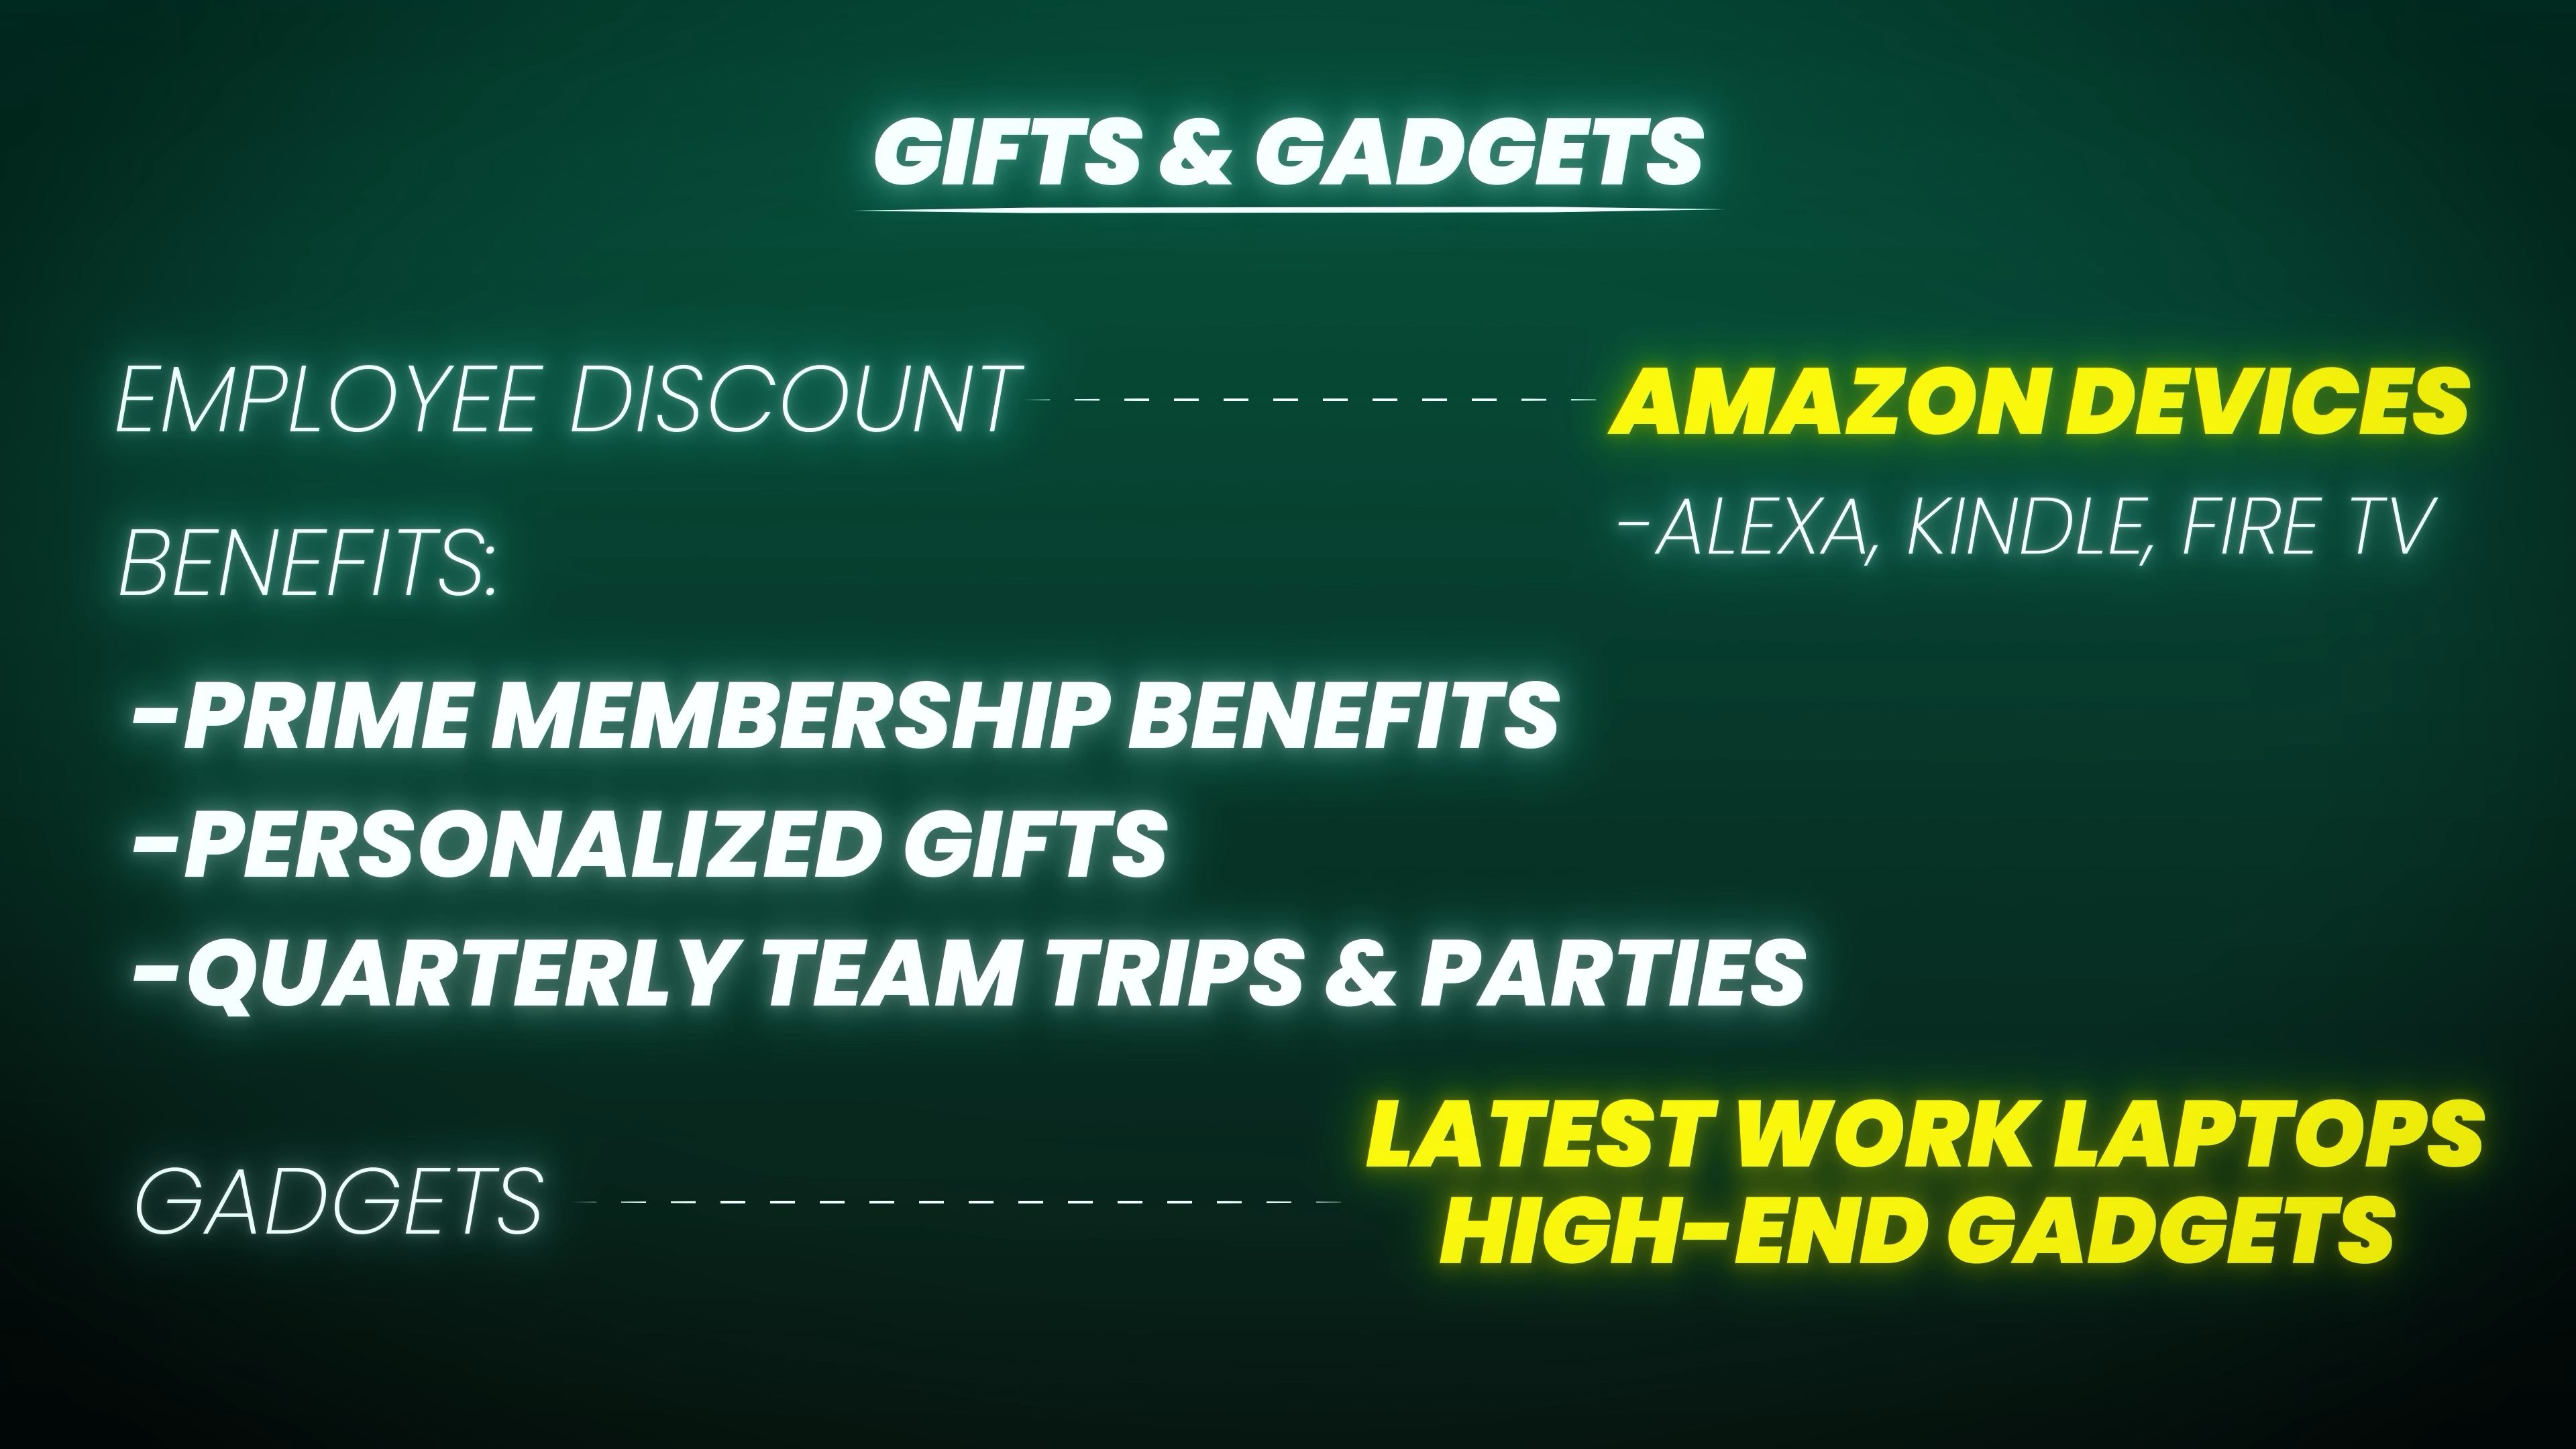 GIFTS & GADGETS
EMPLOYEE DISCOUNT
AMAZON DEVICES
-ALEXA, KINDLE, FIRE TV
BENEFITS:
-PRIME MEMBERSHIP BENEFITS
-PERSONALIZED GIFTS
-QUARTERLY TEAM TRIPS & PARTIES
GADGETS
LATEST WORK LAPTOPS
HIGH-END GADGETS